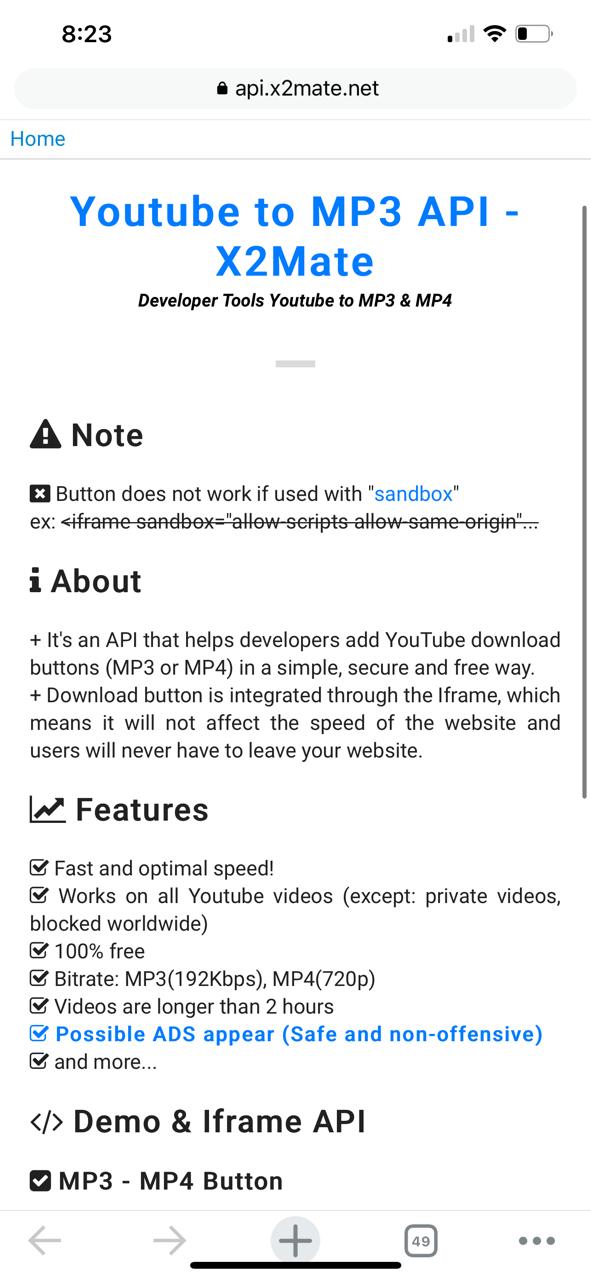 8:23
api.x2mate.net
Home
Youtube to MP3 API -
X2Mate
Developer Tools Youtube to MP3 & MP4
Note
Button does not work if used with "sandbox"
ex: <iframe sandbox="allow-scripts allow-same-origin"...
About
+ It's an API that helps developers add YouTube download
buttons (MP3 or MP4) in a simple, secure and free way.
+ Download button is integrated through the Iframe, which
means it will not affect the speed of the website and
users will never have to leave your website.
Features
Fast and optimal speed!
Works on all Youtube videos (except: private videos,
blocked worldwide)
100% free
Bitrate: MP3(192Kbps), MP4(720p)
Videos are longer than 2 hours
Possible ADS appear (Safe and non-offensive)
and more...
</> Demo & Iframe API
MP3 - MP4 Button
49